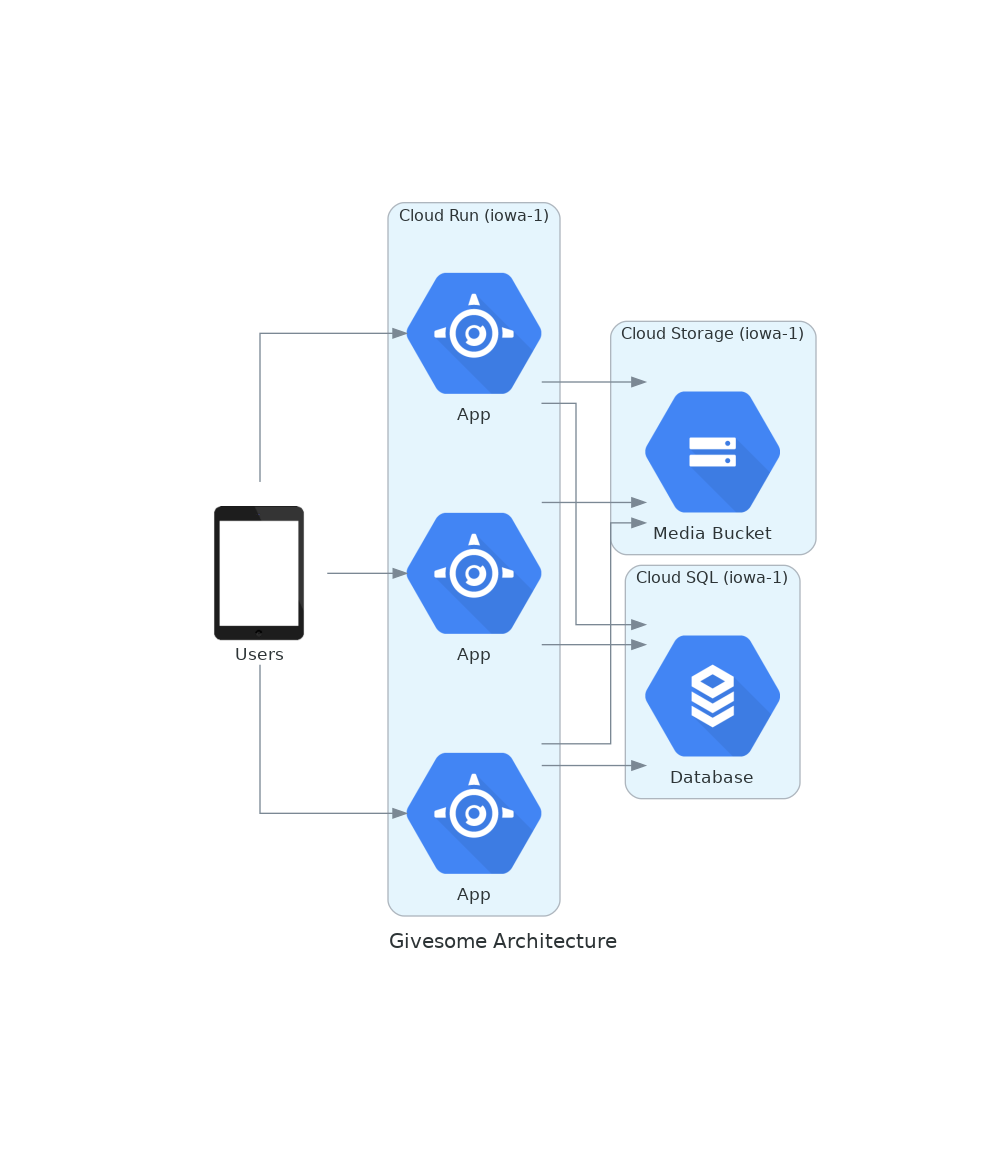 Cloud Run (iowa-1)
App
Cloud Storage (iowa-1)
Media Bucket
Cloud SQL (iowa-1)
Users
App
Database
App
Givesome Architecture